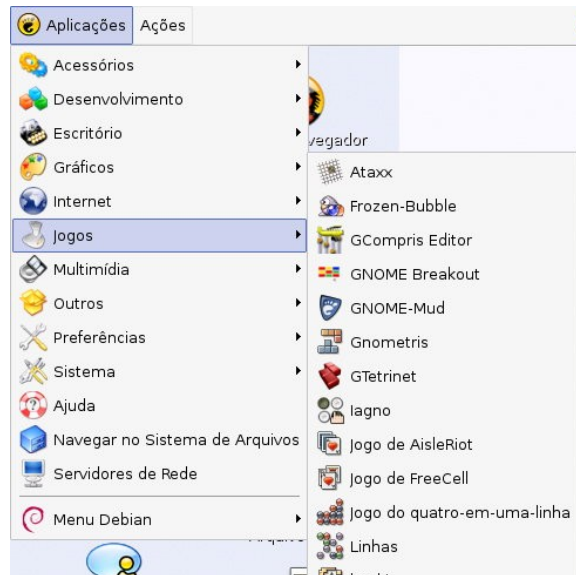 Aplicações Ações
Acessórios
Desenvolvimento
Escritório
Gráficos
Internet
Jogos
Multimídia
Outros
Preferências
Sistema
Ajuda
Navegar no Sistema de Arquivos
Servidores de Rede
Menu Debian
vegador
Ataxx
Frozen-Bubble
GCompris Editor
GNOME Breakout
GNOME-Mud
Gnometris
GTetrinet
Iagno
Jogo de AisleRiot
Jogo de FreeCell
Jogo do quatro-em-uma-linha
Linhas